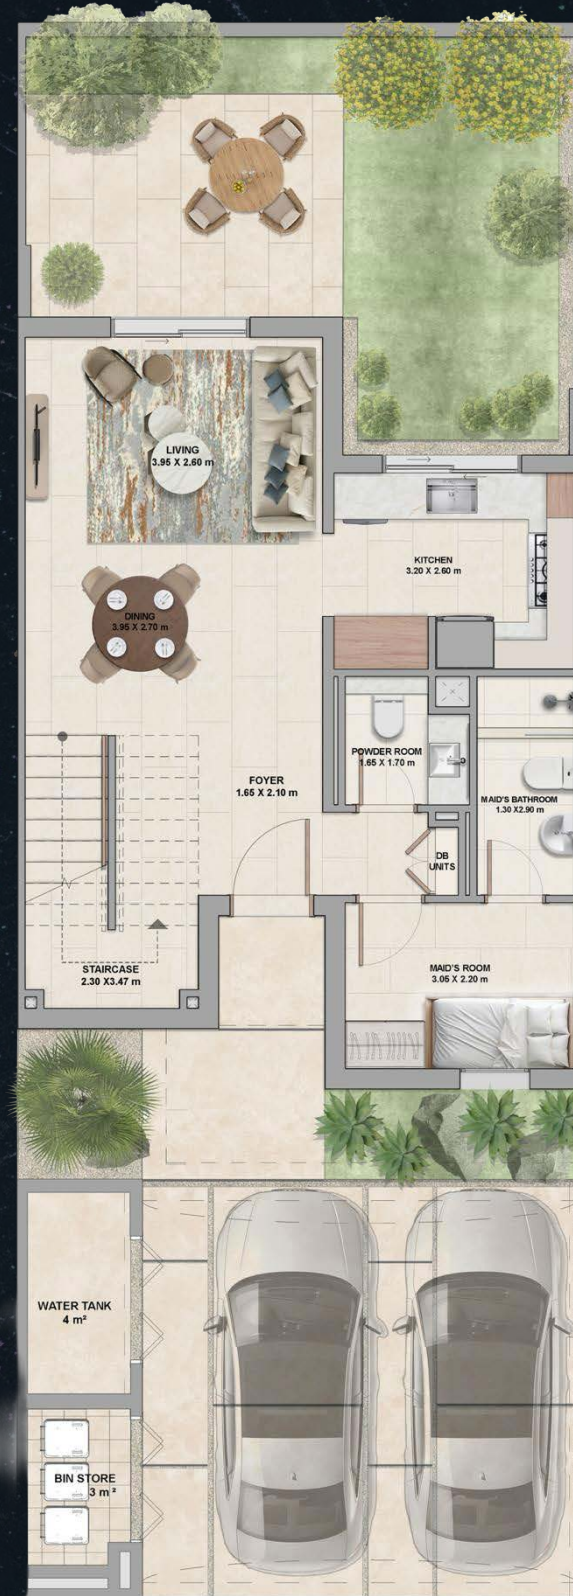 LIVING
3.95 X 2.60 m
KITCHEN
3.20 X 2.60 m
DINING
3.95 X 2.70 m
POWDER ROOM
1.65 X 1.70 m
FOYER
1.65 X 2.10 m
MAID'S BATHROOM
1.30 X2.90 m
DB
UNITS
STAIRCASE
2.30 X3.47 m
MAID'S ROOM
3.05 X 2.20 m
WATER TANK
4 m²
BIN STORE
3 m ²